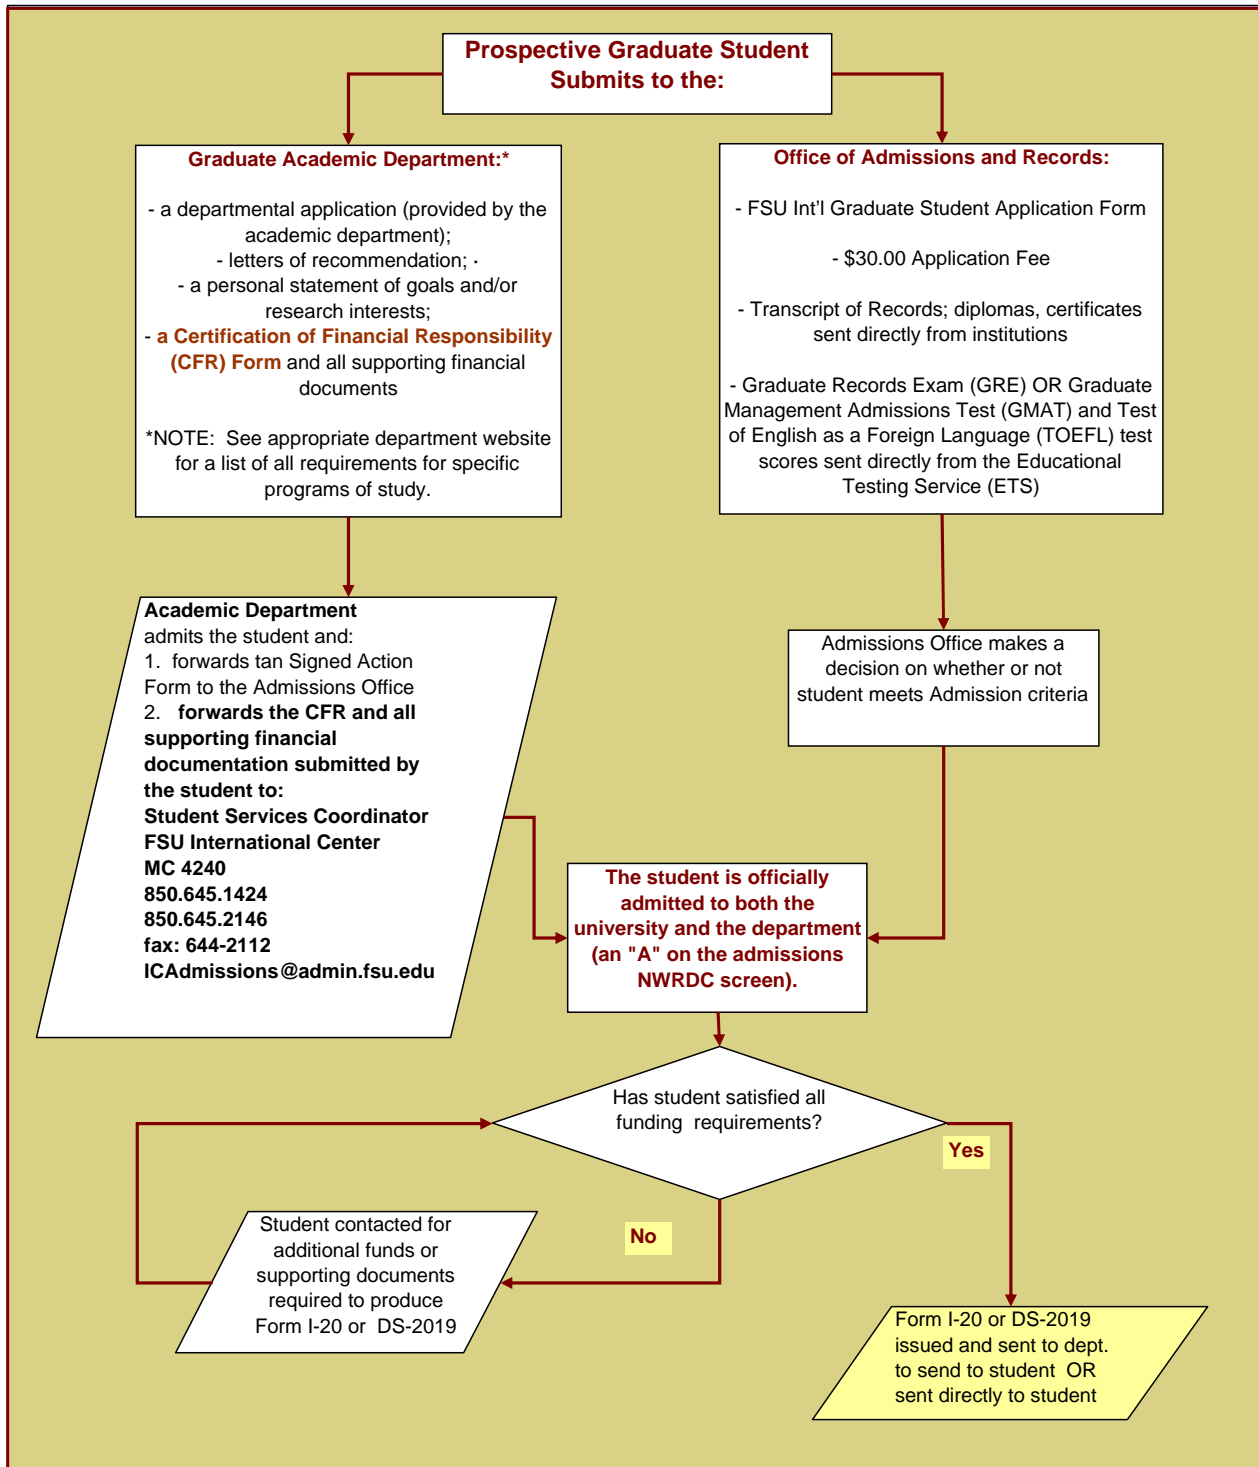 Prospective Graduate Student
Submits to the:
Graduate Academic Department:*
- a departmental application (provided by the
academic department);
- letters of recommendation; ·
- a personal statement of goals and/or
research interests;
- a Certification of Financial Responsibility
(CFR) Form and all supporting financial
documents
*NOTE:  See appropriate department website
for a list of all requirements for specific
programs of study.
Office of Admissions and Records:
- FSU Int'l Graduate Student Application Form
- $30.00 Application Fee
- Transcript of Records; diplomas, certificates
sent directly from institutions
- Graduate Records Exam (GRE) OR Graduate
Management Admissions Test (GMAT) and Test
of English as a Foreign Language (TOEFL) test
scores sent directly from the Educational
Testing Service (ETS)
Academic Department
admits the student and:
1.  forwards tan Signed Action
Form to the Admissions Office
2.   forwards the CFR and all
supporting financial
documentation submitted by
the student to:
Student Services Coordinator
FSU International Center
MC 4240
850.645.1424
850.645.2146
fax: 644-2112
ICAdmissions@admin.fsu.edu
Admissions Office makes a
decision on whether or not
student meets Admission criteria
The student is officially
admitted to both the
university and the department
(an "A" on the admissions
NWRDC screen).
Has student satisfied all
funding  requirements?
Yes
No
Student contacted for
additional funds or
supporting documents
required to produce
Form I-20 or  DS-2019
Form I-20 or DS-2019
issued and sent to dept.
to send to student  OR
sent directly to student